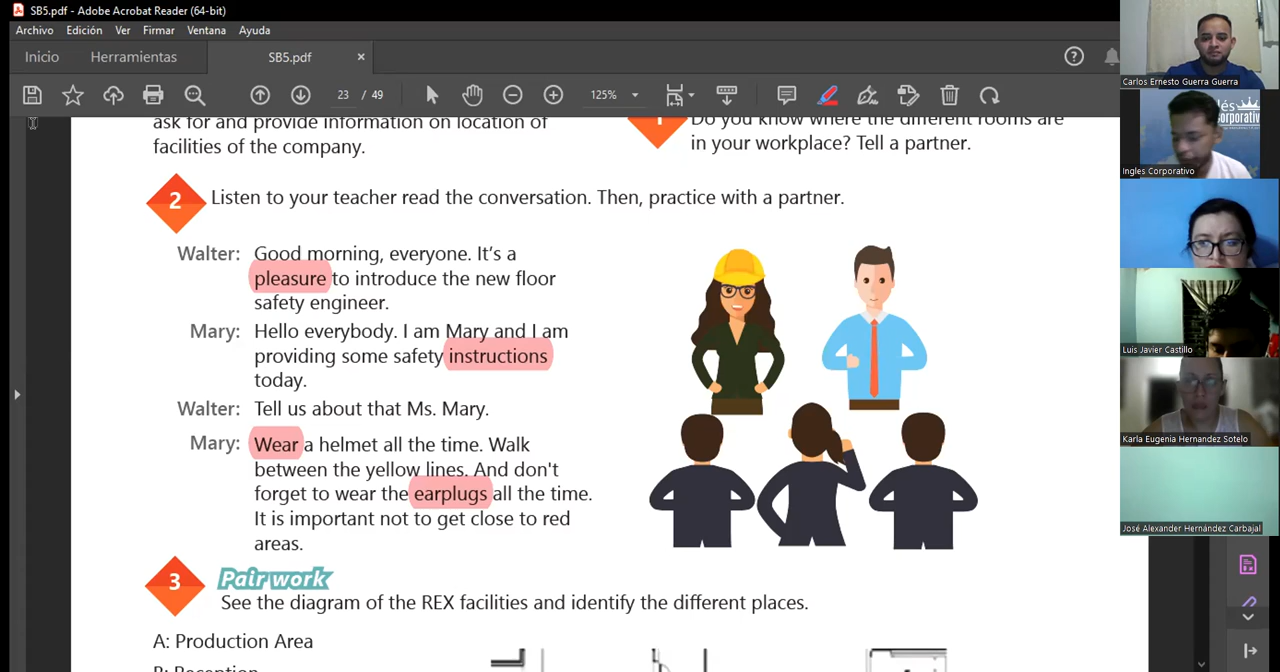 SB5.pdf - Adobe Acrobat Reader (64-bit)
Archivo Edición Ver Firmar Ventana Ayuda
Inicio Herramientas SB5.pdf ×
23 / 49 125%
ask for and provide information on location of
facilities of the company.
1
Do you know where the different rooms are
in your workplace? Tell a partner.
2 Listen to your teacher read the conversation. Then, practice with a partner.
Walter: Good morning, everyone. It's a
pleasure to introduce the new floor
safety engineer.
Mary: Hello everybody. I am Mary and I am
providing some safety instructions
today.
Walter: Tell us about that Ms. Mary.
Mary: Wear a helmet all the time. Walk
between the yellow lines. And don't
forget to wear the earplugs all the time.
It is important not to get close to red
areas.
3 Pair work
See the diagram of the REX facilities and identify the different places.
A: Production Area
B: Reception
Carlos Ernesto Guerra Guerra
Ingles Corporativo
Luis Javier Castillo
Karla Eugenia Hernandez Sotelo
José Alexander Hernández Carbajal